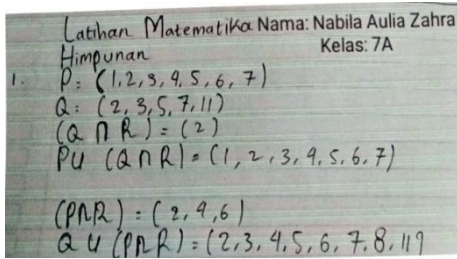 Latihan Matematika Nama: Nabila Aulia Zahra
Himpunan Kelas: 7A
1. P = (1,2,3,4,5,6,7)
Q = (2,3,5,7,11)
(Q ∩ R) = (2)
PU (Q ∩ R) = (1,2,3,4,5,6,7)
(P∩R) = (2,4,6)
Q U (P∩R) = (2,3,4,5,6,7,8,11)